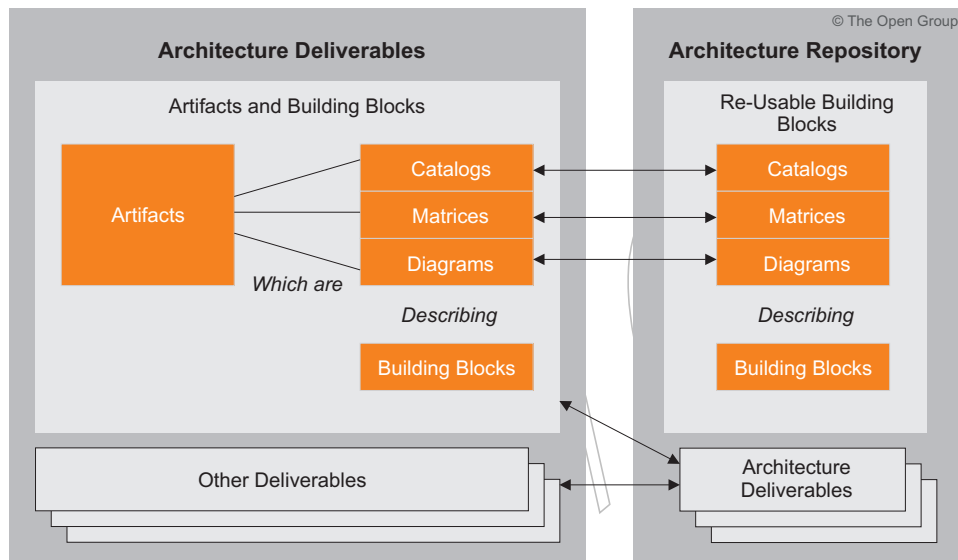 © The Open Group
Architecture Deliverables
Architecture Repository
Artifacts and Building Blocks
Re-Usable Building
Blocks
Artifacts
Catalogs
Matrices
Diagrams
Which are
Describing
Building Blocks
Catalogs
Matrices
Diagrams
Describing
Building Blocks
Other Deliverables
Architecture
Deliverables